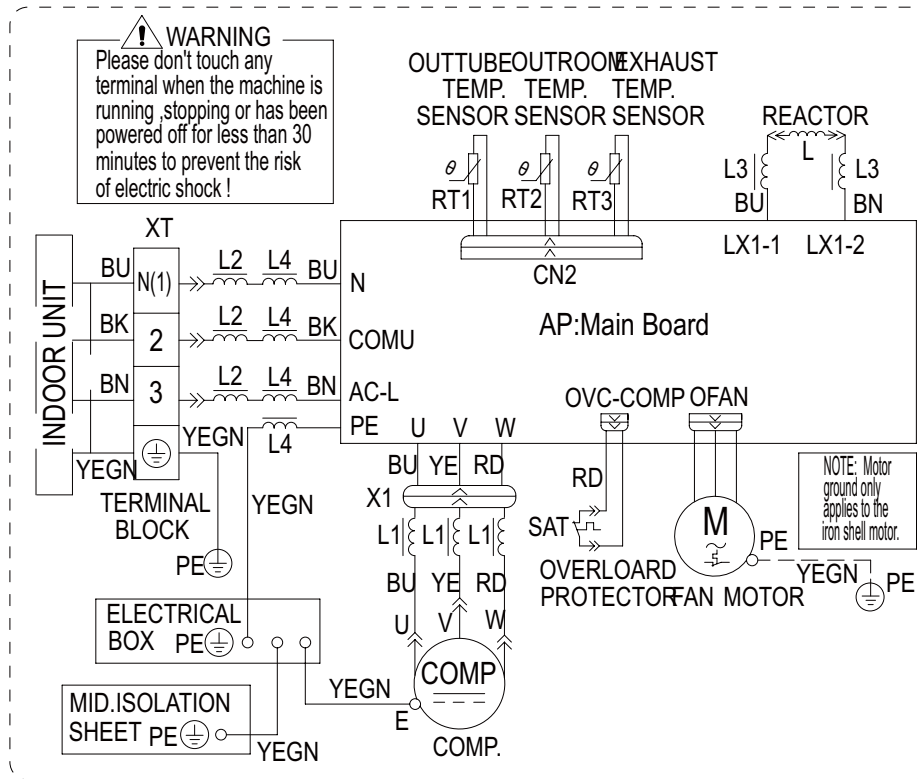 WARNING
Please don't touch any
terminal when the machine is
running ,stopping or has been
powered off for less than 30
minutes to prevent the risk
of electric shock !
OUTTUBE OUTROOM EXHAUST
TEMP. TEMP. TEMP.
SENSOR SENSOR SENSOR
θ RT1 θ RT2 θ RT3
REACTOR
L
L3 L3
BU BN
LX1-1 LX1-2
CN2
AP:Main Board
XT
INDOOR UNIT
BU N(1) L2 L4 BU N
BK 2 L2 L4 BK COMU
BN 3 L2 L4 BN AC-L
YEGN YEGN L4 PE
TERMINAL
BLOCK
YEGN
PE
U V W
BU YE RD
X1
L1 L1 L1
BU YE RD
U V W
COMP
E
COMP.
OVC-COMP OFAN
RD
SAT
OVERLOARD
PROTECTOR
M
~
FAN MOTOR
PE
YEGN
PE
NOTE: Motor
ground only
applies to the
iron shell motor.
ELECTRICAL
BOX PE
YEGN
MID.ISOLATION
SHEET PE
YEGN